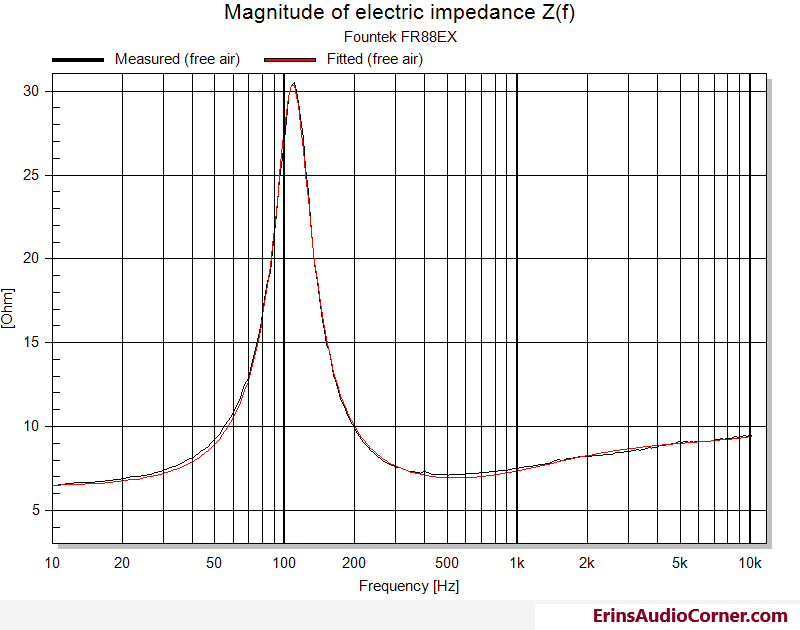 Magnitude of electric impedance Z(f)
Fountek FR88EX
Measured (free air) Fitted (free air)
30
25
20
15
10
5
[Ohm]
10 20 50 100 200 500 1k 2k 5k 10k
Frequency [Hz]
ErinsAudioCorner.com